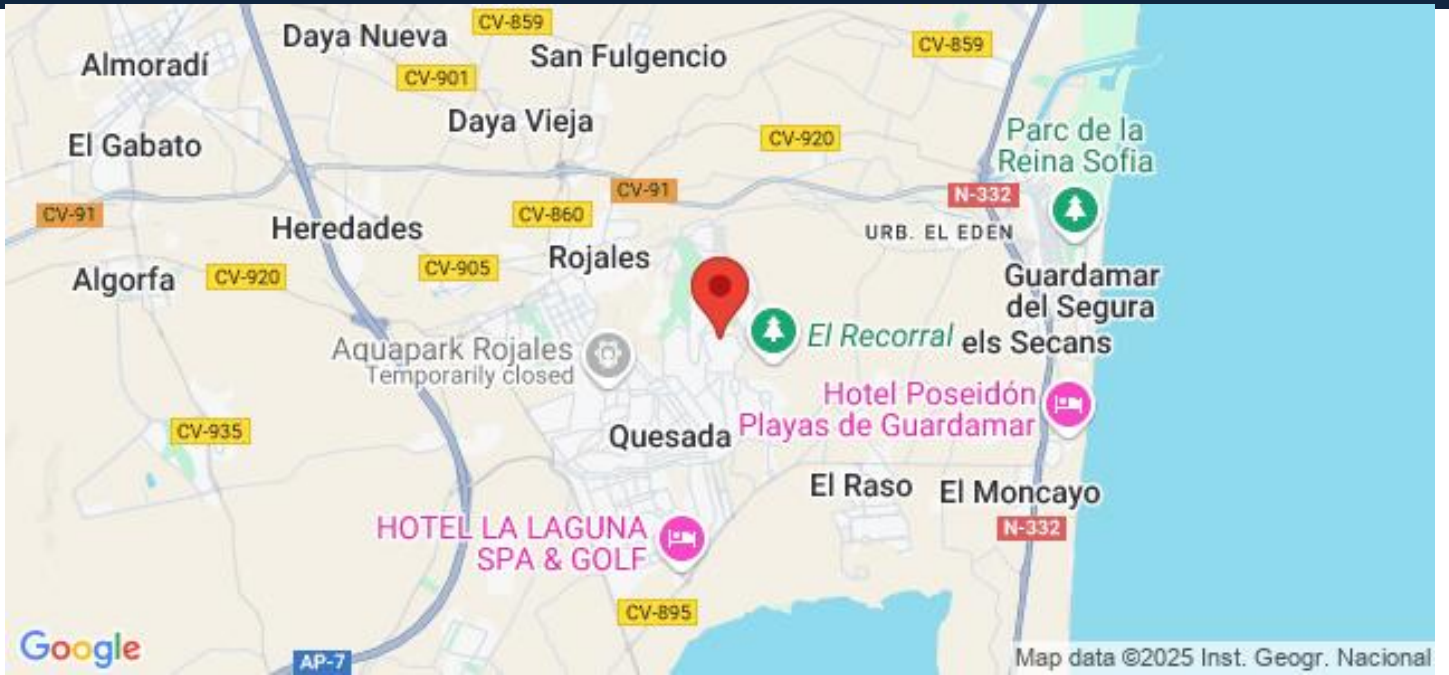 CV-859
Daya Nueva
San Fulgencio
CV-859
Almoradí
CV-901
Daya Vieja
Parc de la
Reina Sofia
El Gabato
CV-920
CV-91
N-332
CV-91
CV-860
Heredades
URB. EL EDEN
Rojales
Algorfa
CV-920
CV-905
Guardamar
del Segura
El Recorral
els Secans
Aquapark Rojales
Temporarily closed
Hotel Poseidón
Playas de Guardamar
CV-935
Quesada
El Raso
El Moncayo
HOTEL LA LAGUNA
SPA & GOLF
N-332
CV-895
Google
AP-7
Map data ©2025 Inst. Geogr. Nacional